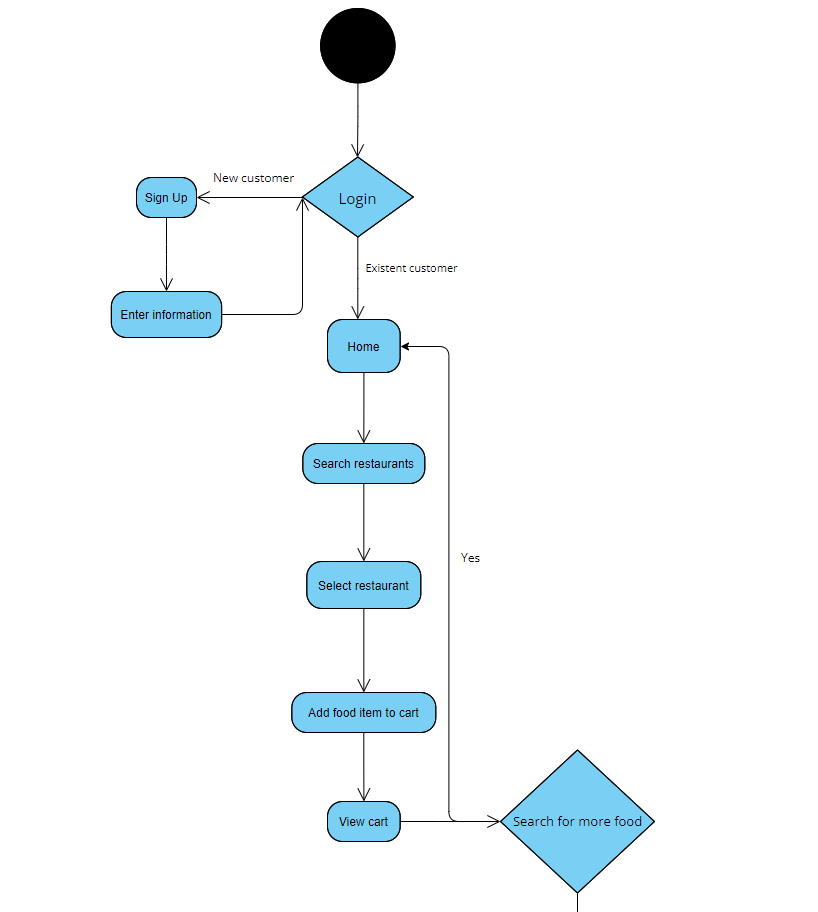 New customer
Sign Up
Login
Existent customer
Enter information
Home
Search restaurants
Yes
Select restaurant
Add food item to cart
View cart
Search for more food